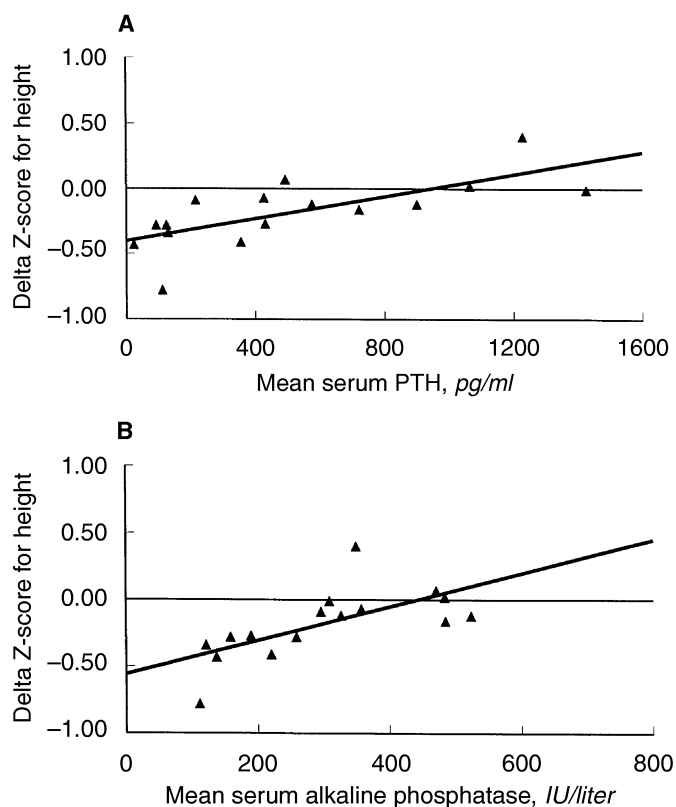 A
Delta Z-score for height
1.00
0.50
0.00
−0.50
−1.00
0 400 800 1200 1600
Mean serum PTH, pg/ml
B
Delta Z-score for height
1.00
0.50
0.00
−0.50
−1.00
0 200 400 600 800
Mean serum alkaline phosphatase, IU/liter